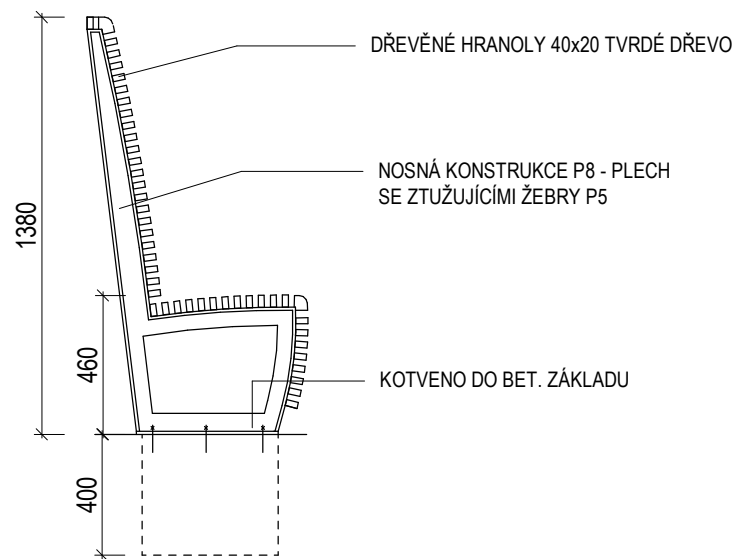 DŘEVĚNÉ HRANOLY 40x20 TVRDÉ DŘEVO
NOSNÁ KONSTRUKCE P8 - PLECH
SE ZTUŽUJÍCÍMI ŽEBRY P5
1380
460
KOTVENO DO BET. ZÁKLADU
400